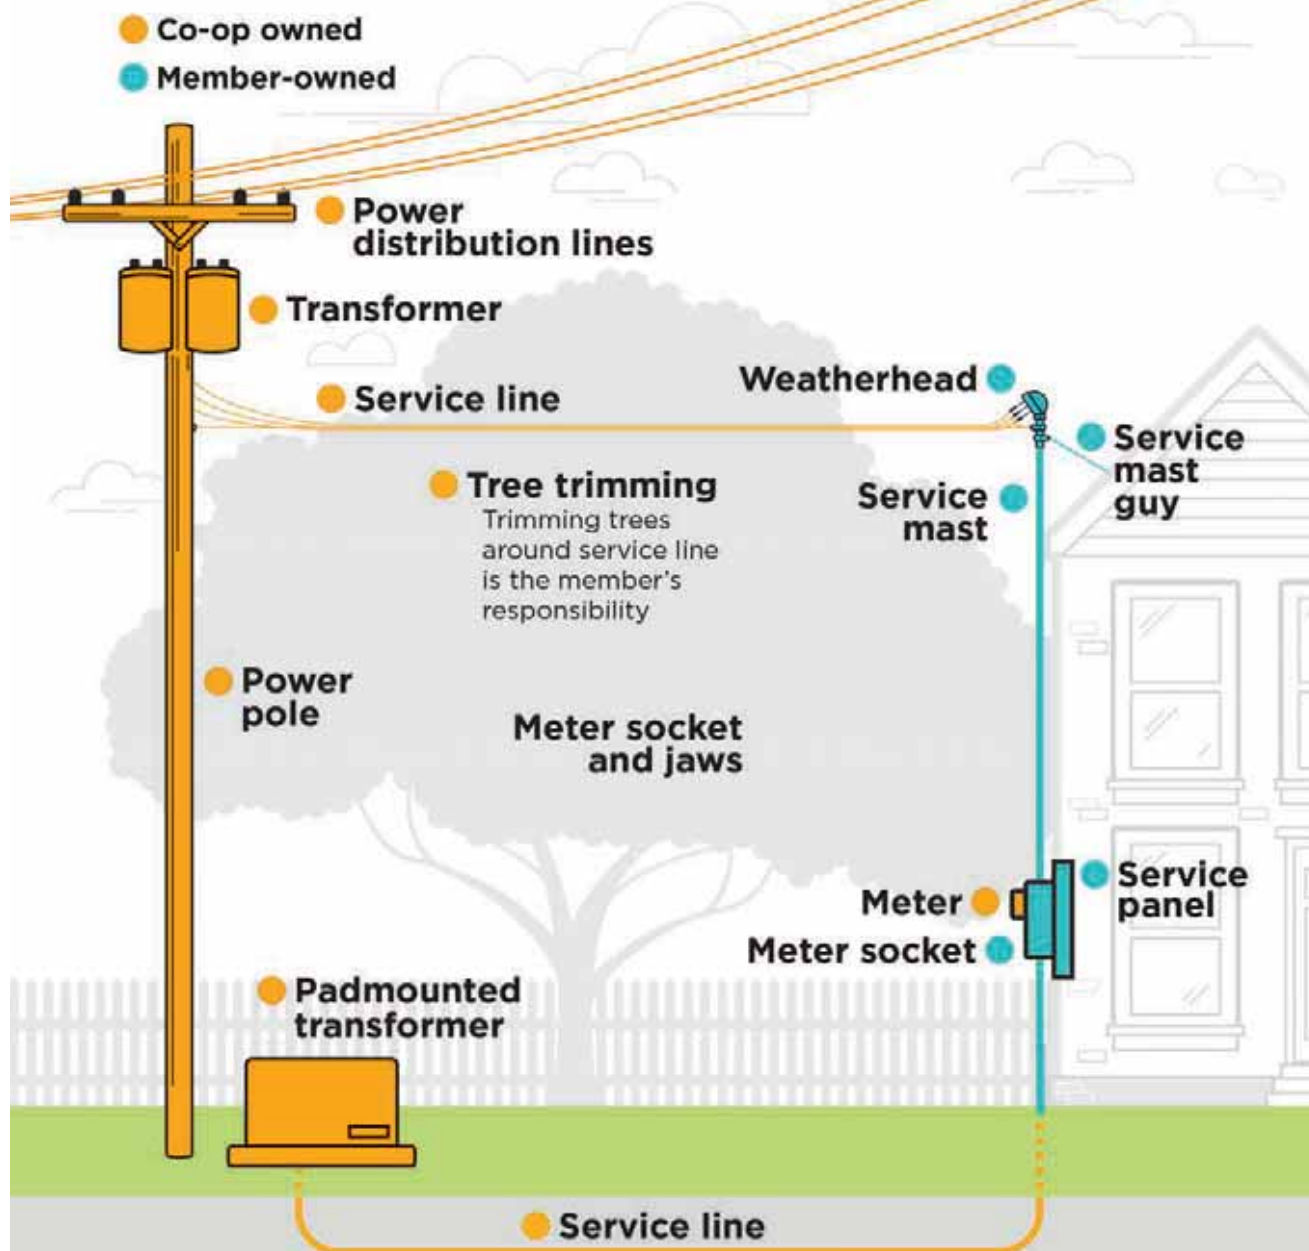 Co-op owned
Member-owned
Power
distribution lines
Transformer
Service line
Weatherhead
Service
mast
guy
Tree trimming
Trimming trees
around service line
is the member's
responsibility
Service
mast
Power
pole
Meter socket
and jaws
Service
panel
Meter
Meter socket
Padmounted
transformer
Service line